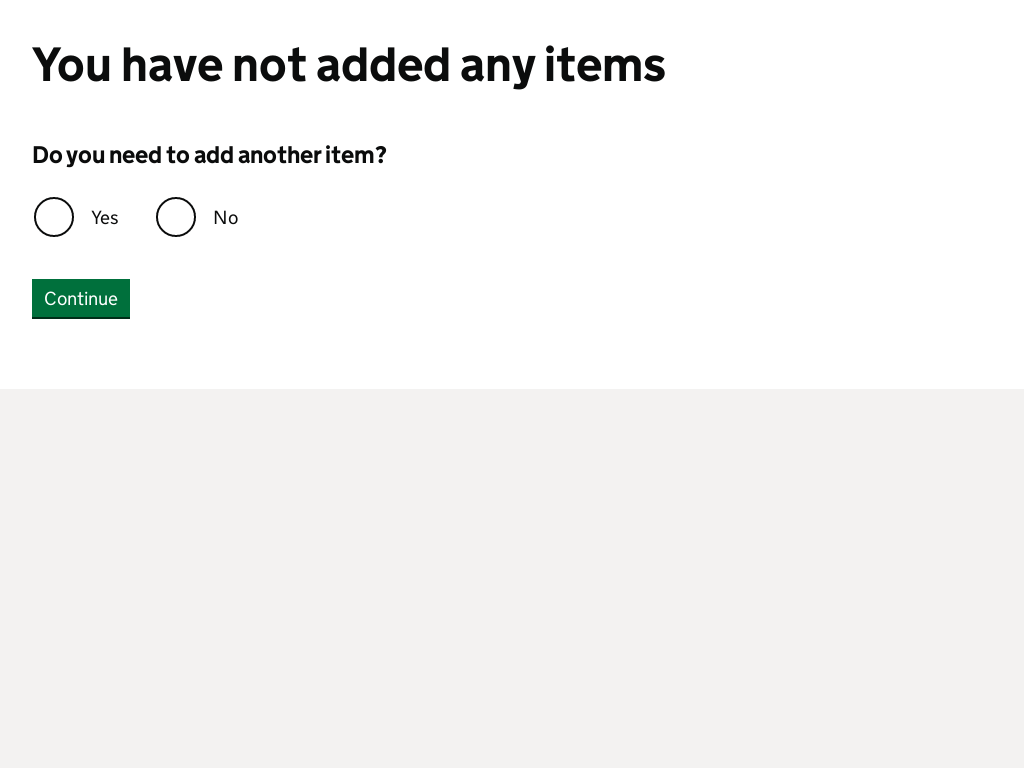 You have not added any items
Do you need to add another item?
Yes No
Continue